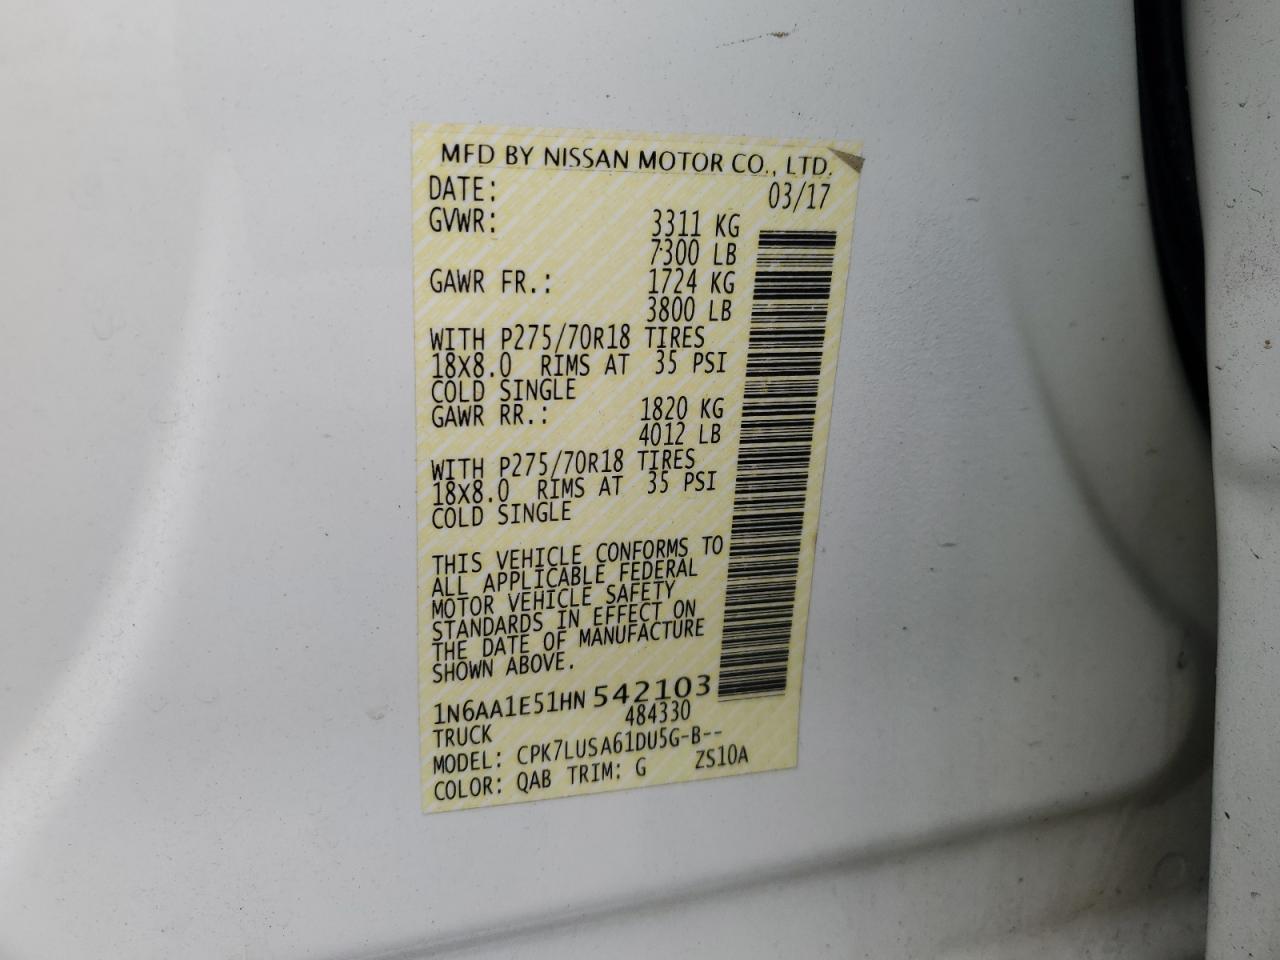 MFD BY NISSAN MOTOR CO., LTD.
DATE: 03/17
GVWR: 3311 KG
7300 LB
GAWR FR.: 1724 KG
3800 LB
WITH P275/70R18 TIRES
18X8.0 RIMS AT 35 PSI
COLD SINGLE
GAWR RR.: 1820 KG
4012 LB
WITH P275/70R18 TIRES
18X8.0 RIMS AT 35 PSI
COLD SINGLE
THIS VEHICLE CONFORMS TO
ALL APPLICABLE FEDERAL
MOTOR VEHICLE SAFETY
STANDARDS IN EFFECT ON
THE DATE OF MANUFACTURE
SHOWN ABOVE.
1N6AA1E51HN 542103
TRUCK 484330
MODEL: CPK7LUSA61DU5G-B--
COLOR: QAB TRIM: G ZS10A